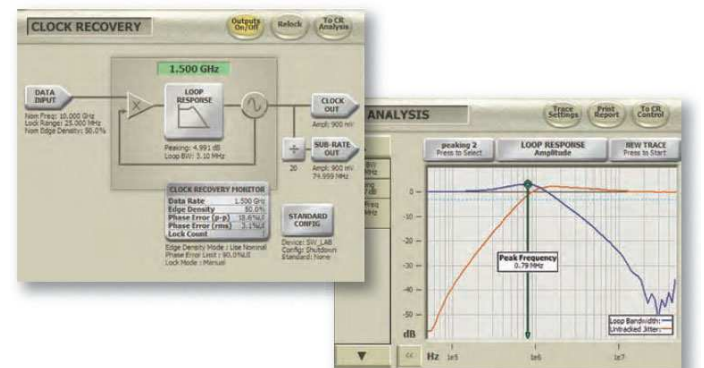 CLOCK RECOVERY
Outputs
On/Off
Relock
To CR
Analysis
1.500 GHz
DATA
INPUT
LOOP
RESPONSE
CLOCK
OUT
Nom Freq: 10.000 GHz
Lock Range: 25.000 MHz
Nom Edge Density: 50.0%
Ampl: 900 mV
Peaking: 4.991 dB
Loop BW: 3.10 MHz
÷
20
SUB-RATE
OUT
Ampl: 900 mV
74.999 MHz
CLOCK RECOVERY MONITOR
Data Rate 1.500 GHz
Edge Density 50.0%
Phase Error (p-p) 18.6%UI
Phase Error (rms) 3.1%UI
Lock Count
Edge Density Mode : Use Nominal
Phase Error Limit : 90.0%UI
Lock Mode : Manual
STANDARD
CONFIG
Device: SW_LAB
Config: Shutdown
Standard: None
ANALYSIS
Trace
Settings
Print
Report
To CR
Control
peaking 2
Press to Select
LOOP RESPONSE
Amplitude
NEW TRACE
Press to Start
0
-10
-20
-30
-40
-50
dB
Peak Frequency
0.79 MHz
Loop Bandwidth:
Untracked Jitter:
Hz 1e5 1e6 1e7